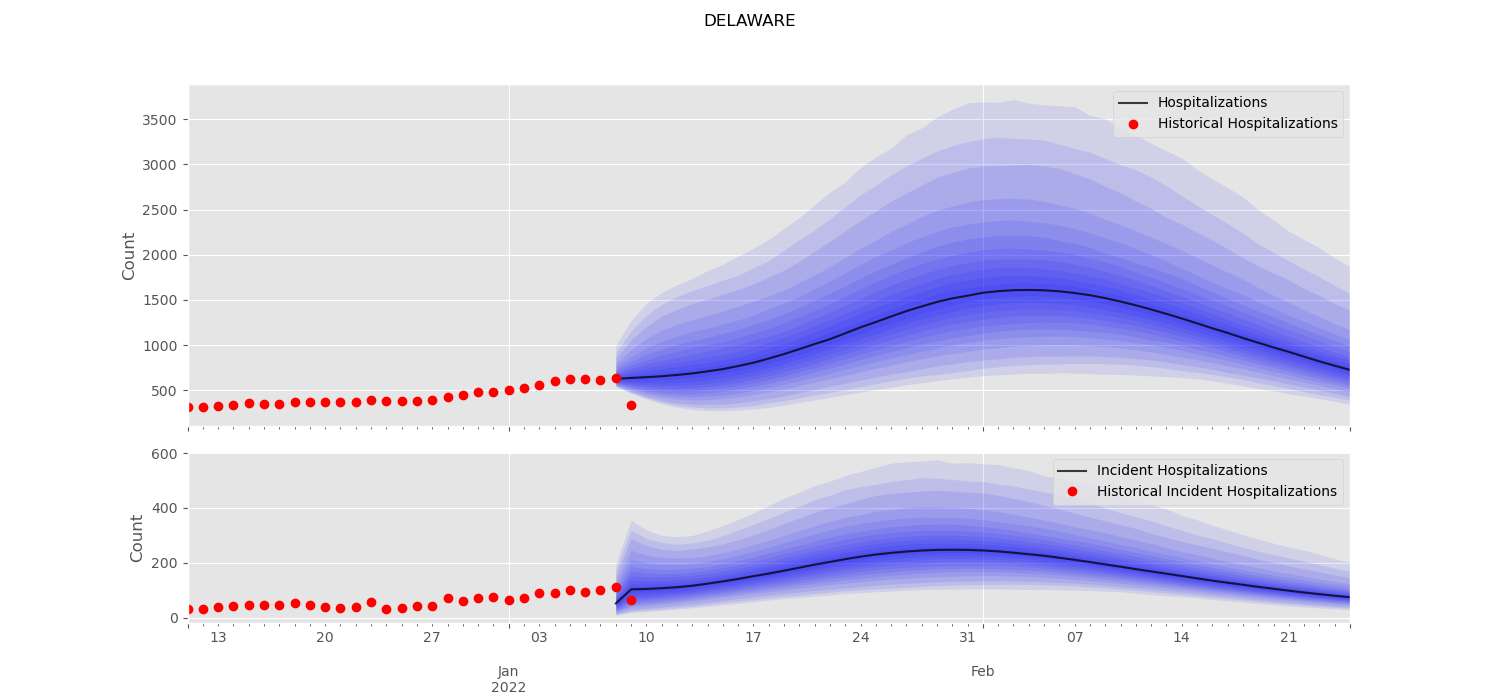 DELAWARE
Hospitalizations
Historical Hospitalizations
Count
3500
3000
2500
2000
1500
1000
500
Incident Hospitalizations
Historical Incident Hospitalizations
Count
600
400
200
0
13 20 27 03 10 17 24 31 07 14 21
Jan Feb
2022